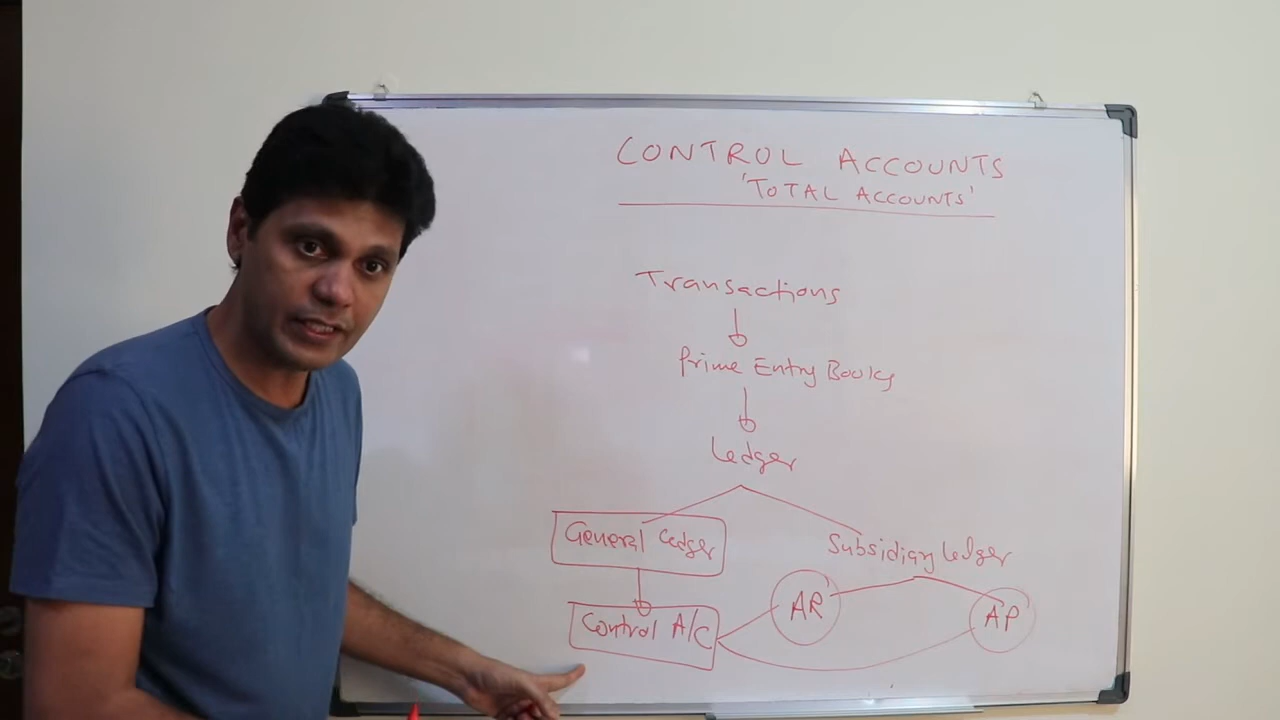 CONTROL ACCOUNTS
'TOTAL ACCOUNTS'
Transactions
Prime Entry Books
Ledger
General Ledger
Subsidiary Ledger
AR
AP
Control A/C